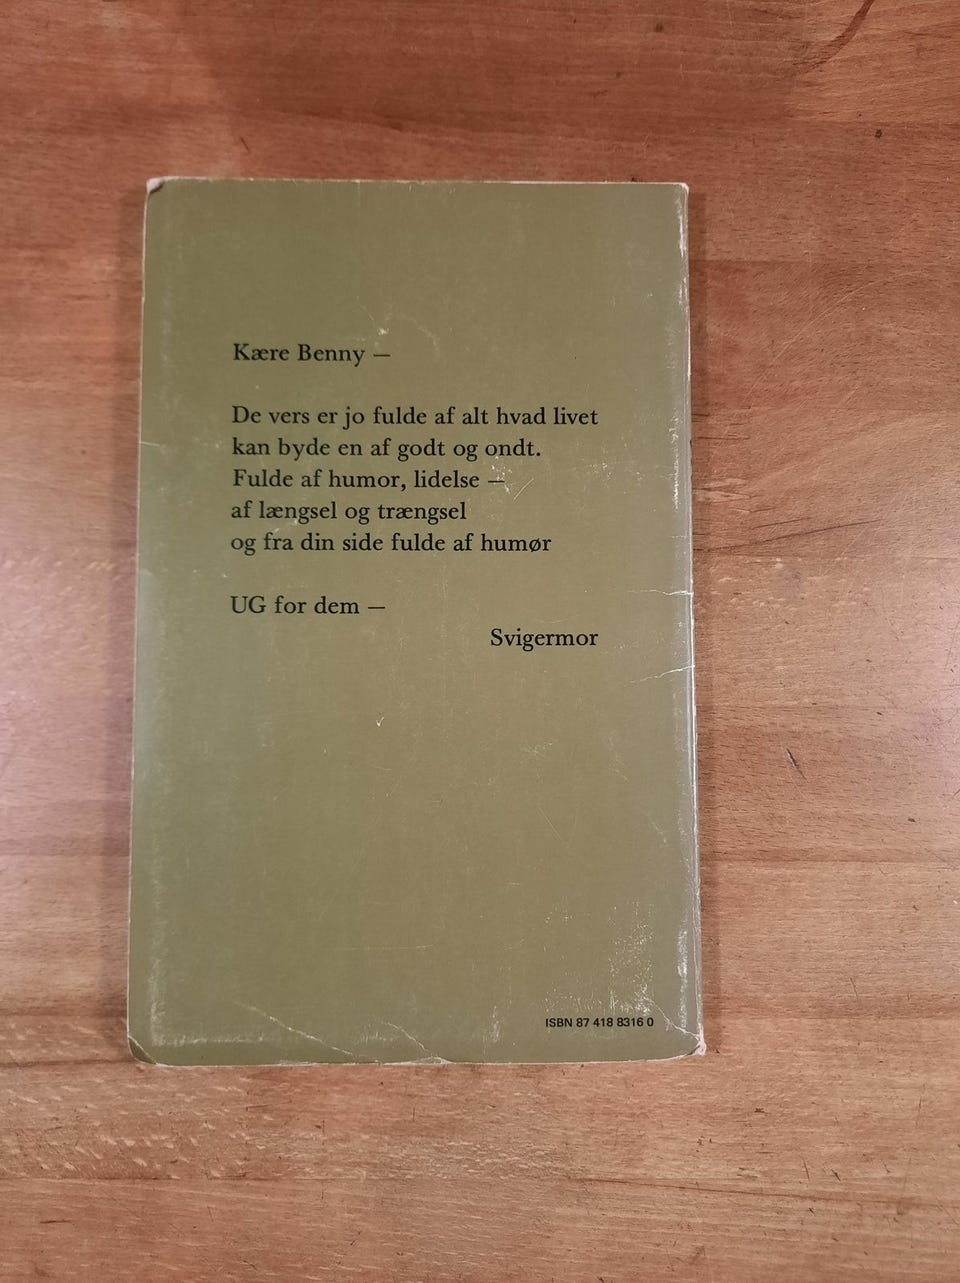 Kære Benny —
De vers er jo fulde af alt hvad livet
kan byde en af godt og ondt.
Fulde af humor, lidelse —
af længsel og trængsel
og fra din side fulde af humør
UG for dem —
Svigermor
ISBN 87 418 8316 0